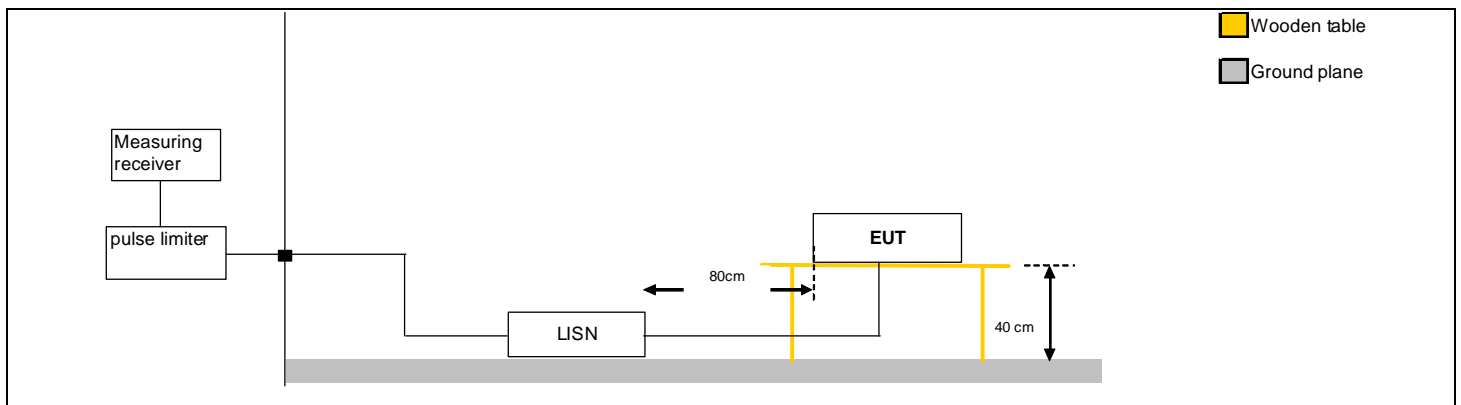 Wooden table
Ground plane
Measuring
receiver
pulse limiter
EUT
80cm
LISN
40 cm